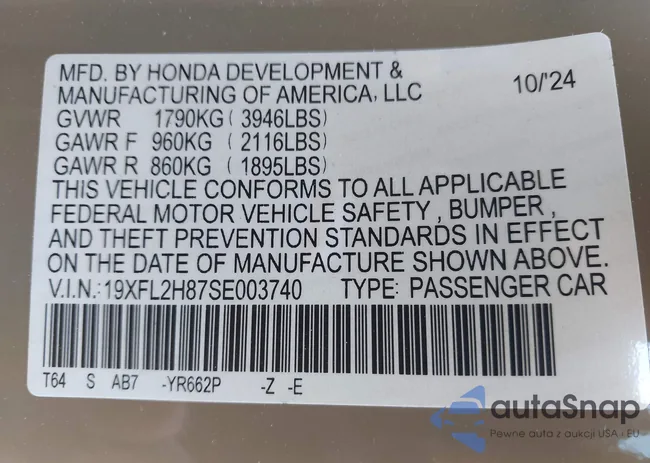 MFD. BY HONDA DEVELOPMENT &
MANUFACTURING OF AMERICA, LLC 10/'24
GVWR 1790KG (3946LBS)
GAWR F 960KG (2116LBS)
GAWR R 860KG (1895LBS)
THIS VEHICLE CONFORMS TO ALL APPLICABLE
FEDERAL MOTOR VEHICLE SAFETY, BUMPER,
AND THEFT PREVENTION STANDARDS IN EFFECT
ON THE DATE OF MANUFACTURE SHOWN ABOVE.
V.I.N.:19XFL2H87SE003740 TYPE: PASSENGER CAR
T64 S AB7 -YR662P -Z -E
autaSnap
Pewne auta z aukcji USA i EU